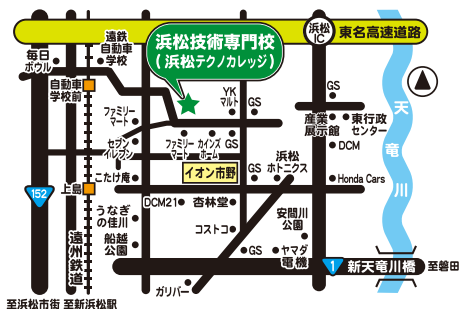 浜松
IC
東名高速道路
毎日
ボウル
遠鉄
自動車
学校
浜松技術専門校
(浜松テクノカレッジ)
自動車
学校前
ファミリー
マート
YK
マルト
GS
GS
産業
展示館
東行政
センター
天
竜
川
セブン
イレブン
ファミリー
マート
カインズ
ホーム
GS
DCM
こたけ庵
イオン市野
GS
浜松
ホトニクス
Honda Cars
152
上島
DCM21
杏林堂
うなぎ
の佳川
コストコ
安間川
公園
遠州鉄道
船越
公園
GS
ヤマダ
電機
1
新天竜川橋
至磐田
ガリバー
至浜松市街
至新浜松駅